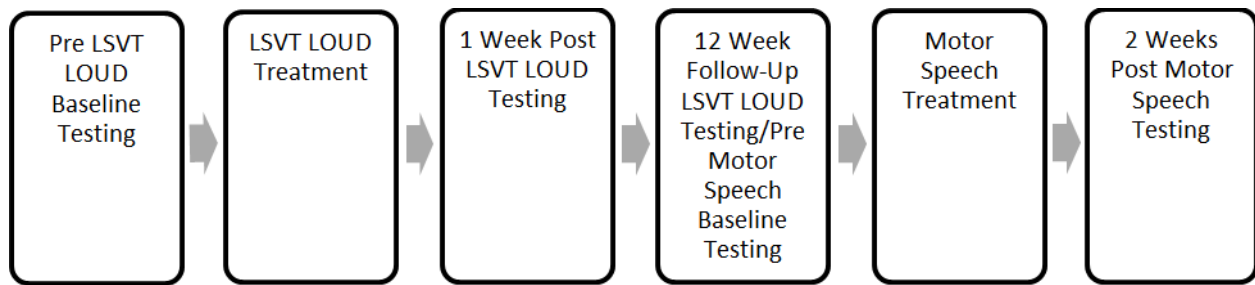 Pre LSVT
LOUD
Baseline
Testing
LSVT LOUD
Treatment
1 Week Post
LSVT LOUD
Testing
12 Week
Follow-Up
LSVT LOUD
Testing/Pre
Motor
Speech
Baseline
Testing
Motor
Speech
Treatment
2 Weeks
Post Motor
Speech
Testing